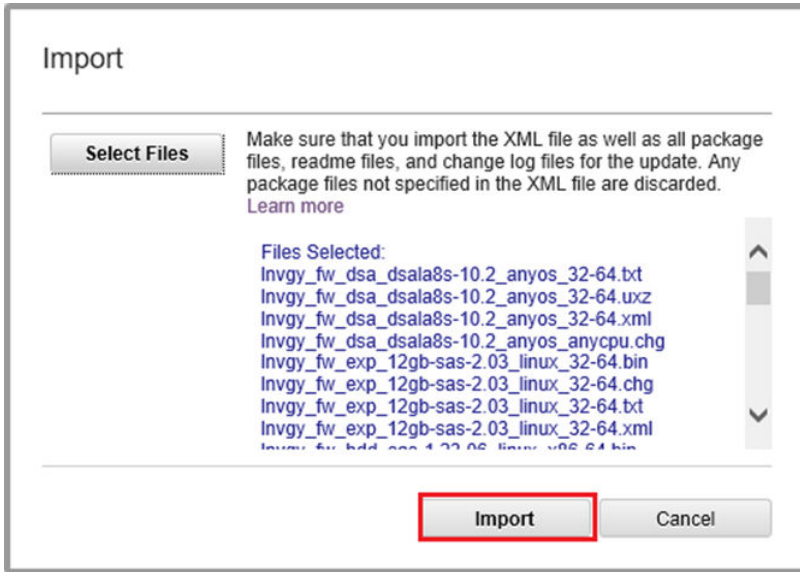 Import
Select Files
Make sure that you import the XML file as well as all package
files, readme files, and change log files for the update. Any
package files not specified in the XML file are discarded.
Learn more
Files Selected:
lnvgy_fw_dsa_dsala8s-10.2_anyos_32-64.txt
lnvgy_fw_dsa_dsala8s-10.2_anyos_32-64.uxz
lnvgy_fw_dsa_dsala8s-10.2_anyos_32-64.xml
lnvgy_fw_dsa_dsala8s-10.2_anyos_anycpu.chg
lnvgy_fw_exp_12gb-sas-2.03_linux_32-64.bin
lnvgy_fw_exp_12gb-sas-2.03_linux_32-64.chg
lnvgy_fw_exp_12gb-sas-2.03_linux_32-64.txt
lnvgy_fw_exp_12gb-sas-2.03_linux_32-64.xml
Import
Cancel